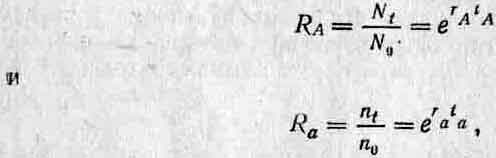 R_A = N_t / N_0 = e^{r_A t_A}
и
R_a = n_t / n_0 = e^{r_a t_a},